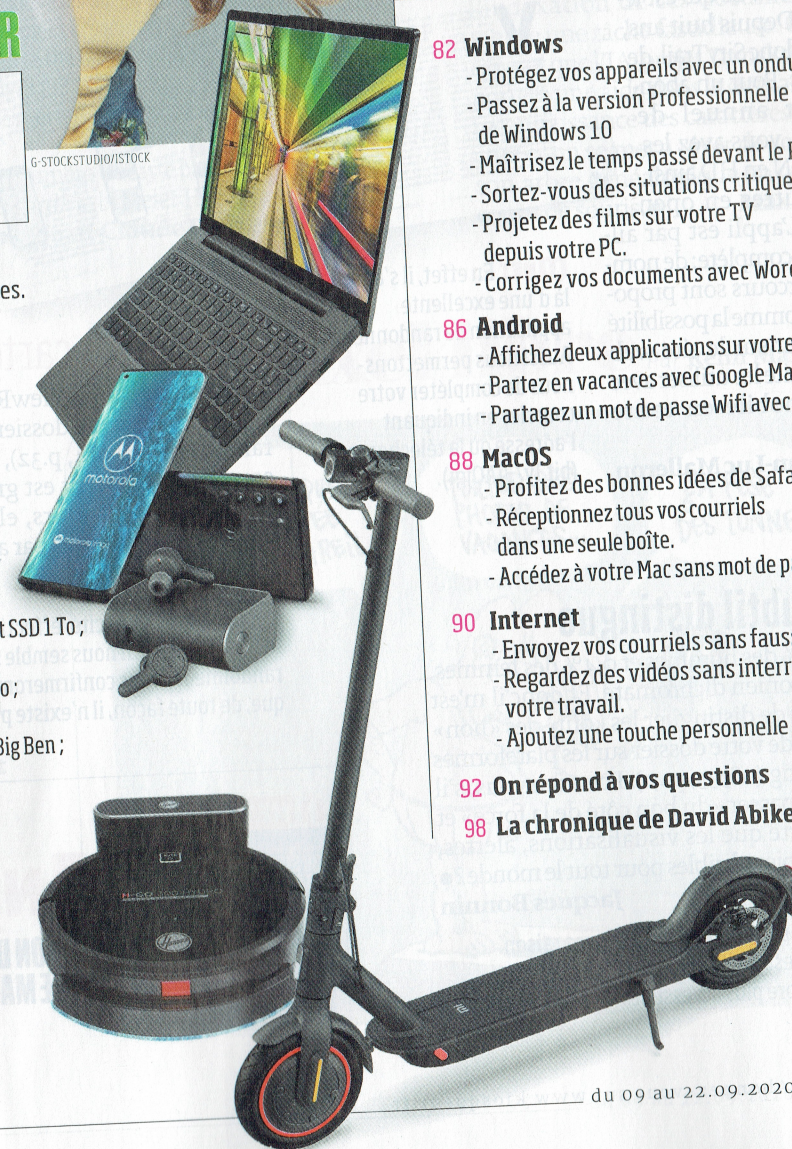 R
G-STOCKSTUDIO/ISTOCK
es.
t SSD 1 To ;
o ;
Big Ben ;
motorola
82 Windows
- Protégez vos appareils avec un ondu
- Passez à la version Professionnelle
de Windows 10
- Maîtrisez le temps passé devant le P
- Sortez-vous des situations critique
- Projetez des films sur votre TV
depuis votre PC.
- Corrigez vos documents avec Word
86 Android
- Affichez deux applications sur votre
- Partez en vacances avec Google Ma
- Partagez un mot de passe Wifi avec
88 MacOS
- Profitez des bonnes idées de Safa
- Réceptionnez tous vos courriels
dans une seule boîte.
- Accédez à votre Mac sans mot de pa
90 Internet
- Envoyez vos courriels sans fauss
- Regardez des vidéos sans interr
votre travail.
- Ajoutez une touche personnelle
92 On répond à vos questions
98 La chronique de David Abike
Hoover
du 09 au 22.09.2020